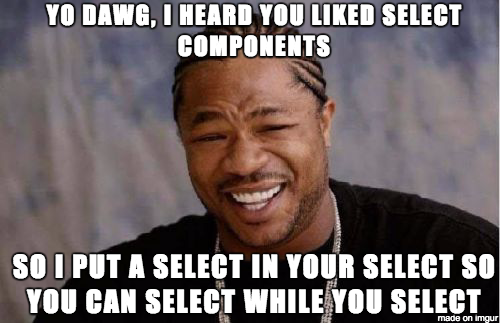 YO DAWG, I HEARD YOU LIKED SELECT
COMPONENTS
SO I PUT A SELECT IN YOUR SELECT SO
YOU CAN SELECT WHILE YOU SELECT
made on imgur